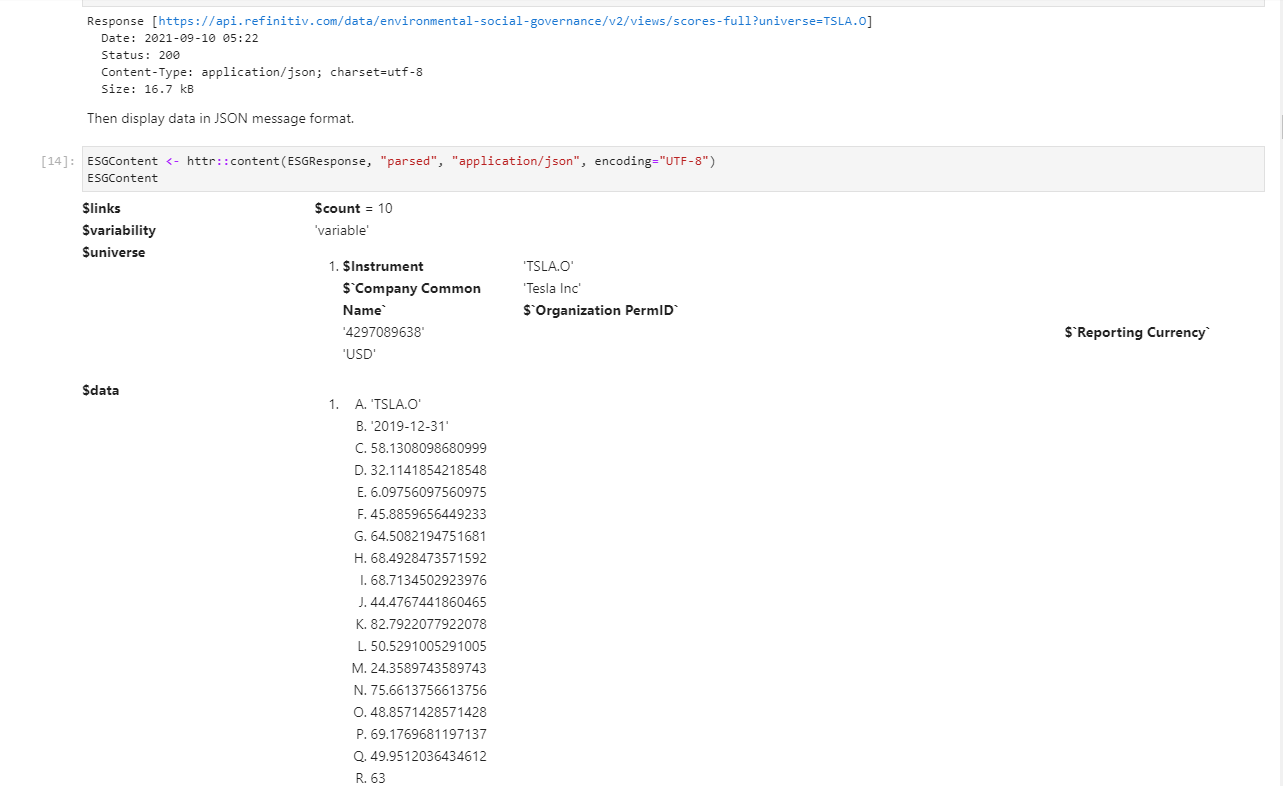 Response [https://api.refinitiv.com/data/environmental-social-governance/v2/views/scores-full?universe=TSLA.O]
Date: 2021-09-10 05:22
Status: 200
Content-Type: application/json; charset=utf-8
Size: 16.7 kB
Then display data in JSON message format.
[14]: ESGContent <- httr::content(ESGResponse, "parsed", "application/json", encoding="UTF-8")
ESGContent
$links $count = 10
$variability 'variable'
$universe
1. $Instrument 'TSLA.O'
$`Company Common 'Tesla Inc'
Name` $`Organization PermID`
'4297089638' $`Reporting Currency`
'USD'
$data
1. A. 'TSLA.O'
B. '2019-12-31'
C. 58.1308098680999
D. 32.1141854218548
E. 6.09756097560975
F. 45.8859656449233
G. 64.5082194751681
H. 68.4928473571592
I. 68.7134502923976
J. 44.4767441860465
K. 82.7922077922078
L. 50.5291005291005
M. 24.3589743589743
N. 75.6613756613756
O. 48.8571428571428
P. 69.1769681197137
Q. 49.9512036434612
R. 63